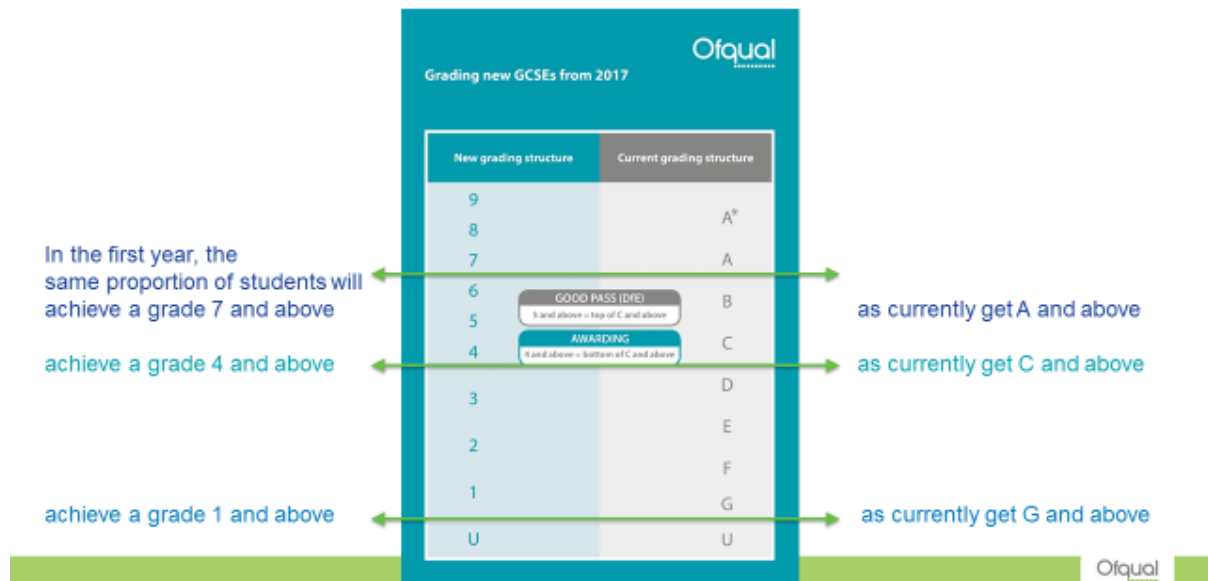 Ofqual
Grading new GCSEs from 2017
New grading structure
Current grading structure
9
8
7
6
5
4
3
2
1
U
A*
A
B
C
D
E
F
G
U
GOOD PASS (DfE)
5 and above = top of C and above
AWARDING
4 and above = bottom of C and above
In the first year, the
same proportion of students will
achieve a grade 7 and above
as currently get A and above
achieve a grade 4 and above
as currently get C and above
achieve a grade 1 and above
as currently get G and above
Ofqual